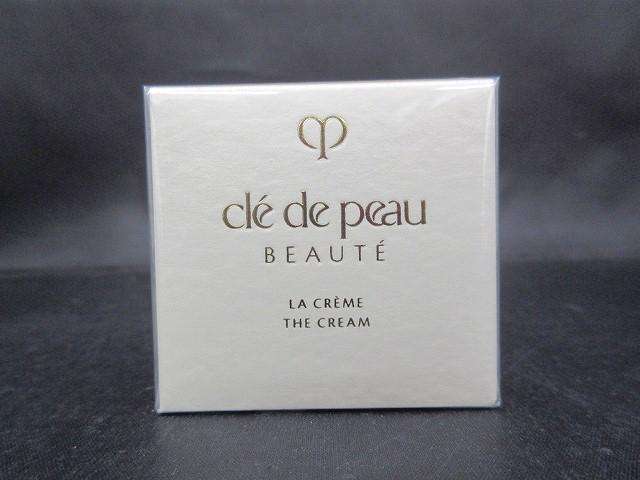 clé de peau
BEAUTÉ
LA CRÈME
THE CREAM